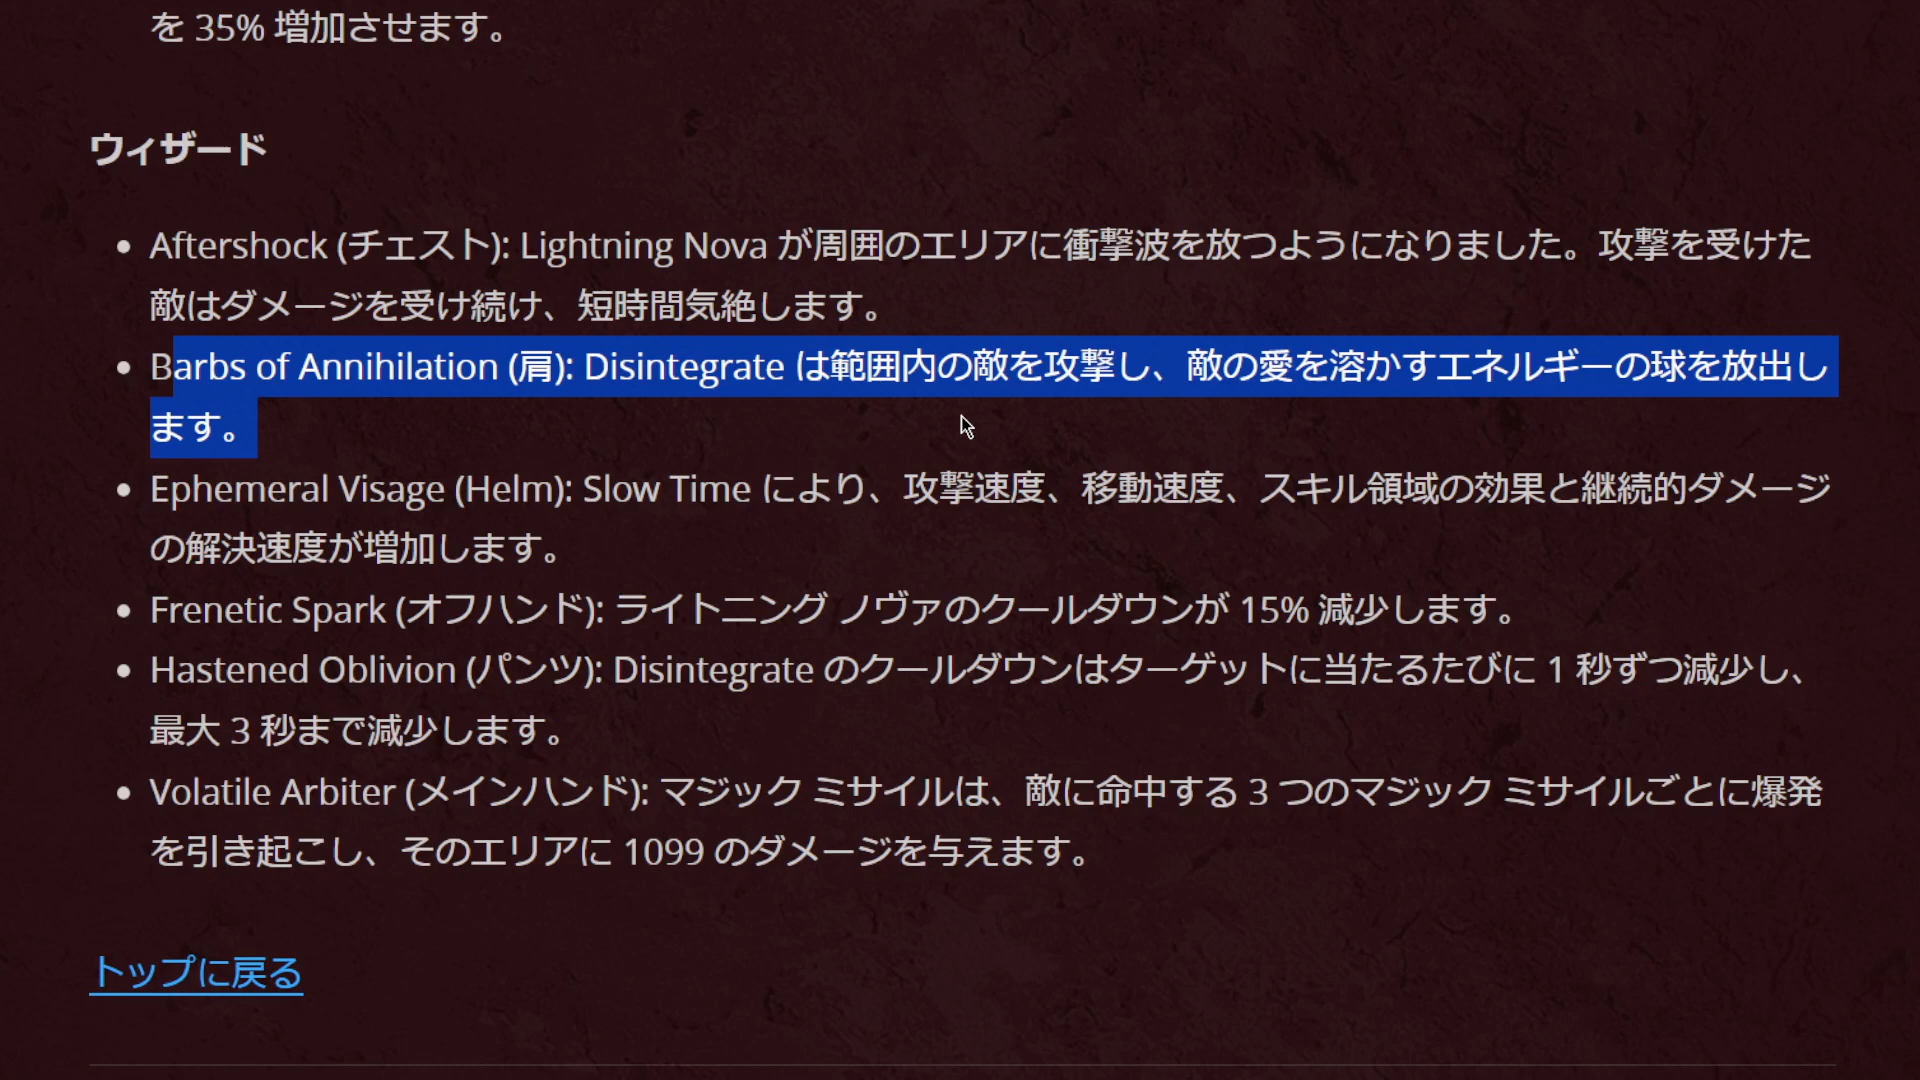 を 35% 増加させます。
ウィザード
Aftershock (チェスト): Lightning Nova が周囲のエリアに衝撃波を放つようになりました。攻撃を受けた
敵はダメージを受け続け、短時間気絶します。
Barbs of Annihilation (肩): Disintegrate は範囲内の敵を攻撃し、敵の愛を溶かすエネルギーの球を放出し
ます。
Ephemeral Visage (Helm): Slow Time により、攻撃速度、移動速度、スキル領域の効果と継続的ダメージ
の解決速度が増加します。
Frenetic Spark (オフハンド): ライトニング ノヴァのクールダウンが 15% 減少します。
Hastened Oblivion (パンツ): Disintegrate のクールダウンはターゲットに当たるたびに 1 秒ずつ減少し、
最大 3 秒まで減少します。
Volatile Arbiter (メインハンド): マジック ミサイルは、敵に命中する 3 つのマジック ミサイルごとに爆発
を引き起こし、そのエリアに 1099 のダメージを与えます。
トップに戻る